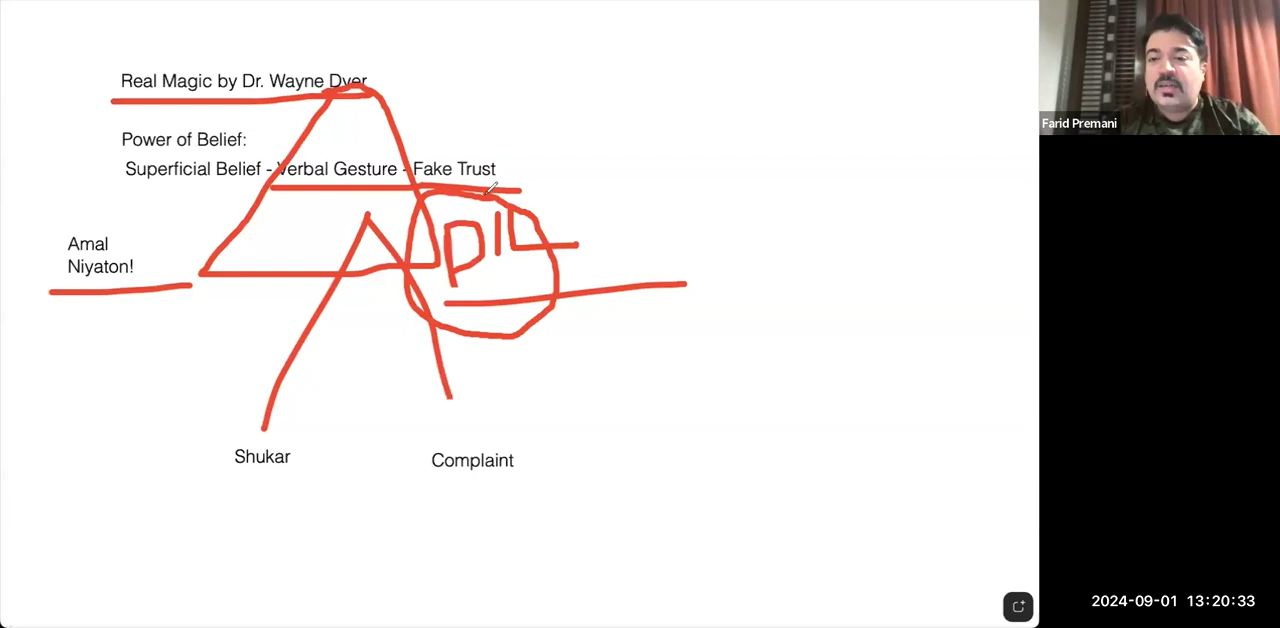 Real Magic by Dr. Wayne Dyer
Power of Belief:
Superficial Belief - Verbal Gesture - Fake Trust
Amal
Niyaton!
DIL
Shukar
Complaint
Farid Premani
2024-09-01 13:20:33